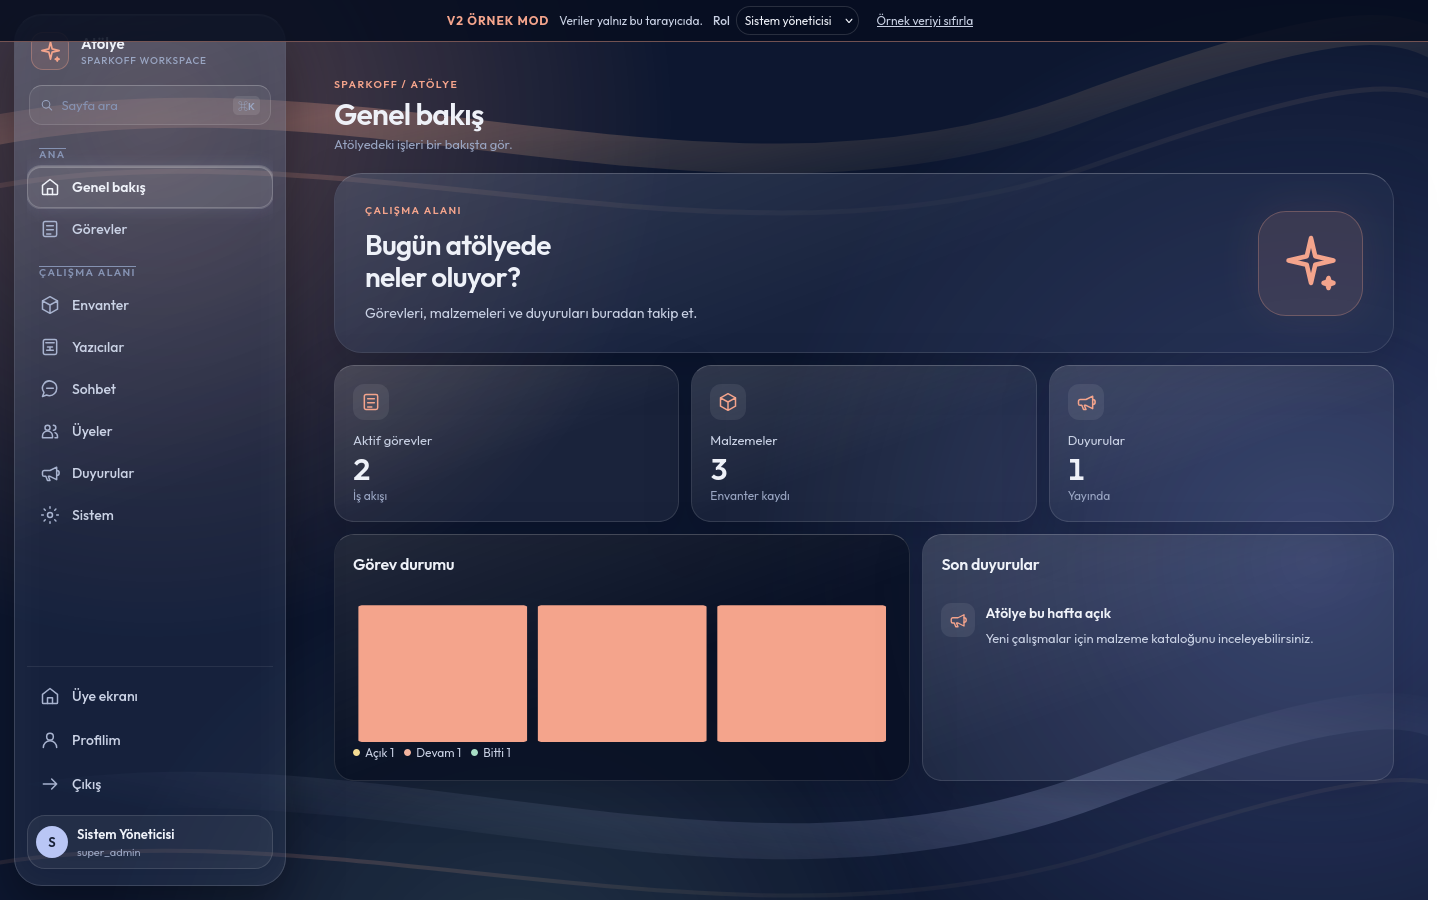 V2 ÖRNEK MOD Veriler yalnız bu tarayıcıda. Rol Sistem yöneticisi Örnek veriyi sıfırla
Atölye
SPARKOFF WORKSPACE
Sayfa ara ⌘K
ANA
Genel bakış
Görevler
ÇALIŞMA ALANI
Envanter
Yazıcılar
Sohbet
Üyeler
Duyurular
Sistem
Üye ekranı
Profilim
Çıkış
S Sistem Yöneticisi
super_admin
SPARKOFF / ATÖLYE
Genel bakış
Atölyedeki işleri bir bakışta gör.
ÇALIŞMA ALANI
Bugün atölyede
neler oluyor?
Görevleri, malzemeleri ve duyuruları buradan takip et.
Aktif görevler
2
İş akışı
Malzemeler
3
Envanter kaydı
Duyurular
1
Yayında
Görev durumu
Açık 1 Devam 1 Bitti 1
Son duyurular
Atölye bu hafta açık
Yeni çalışmalar için malzeme kataloğunu inceleyebilirsiniz.